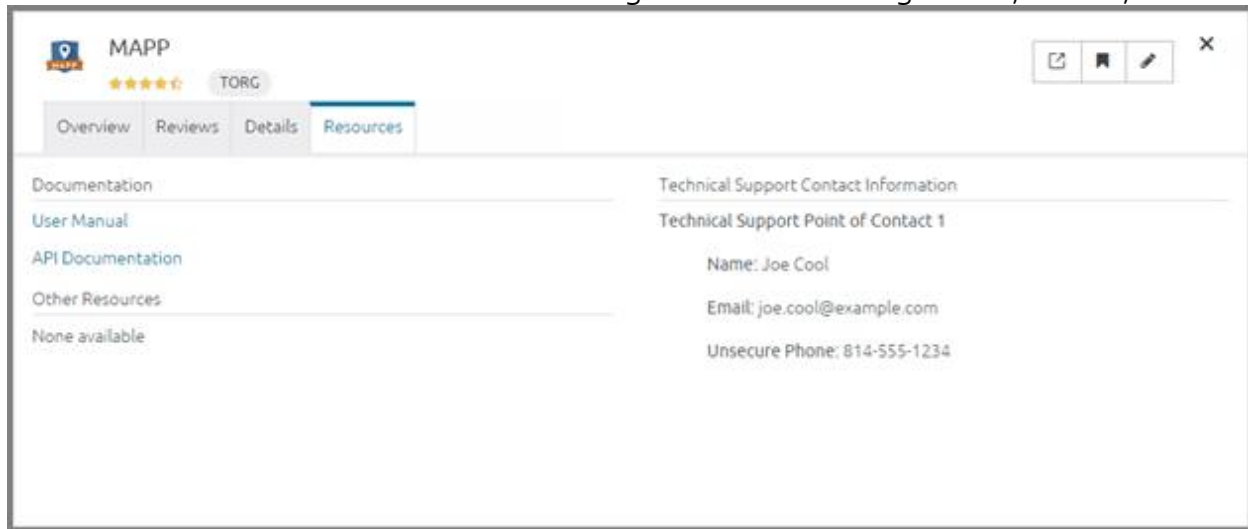 MAPP
MAPP
TORG
Overview Reviews Details Resources
Documentation
User Manual
API Documentation
Other Resources
None available
Technical Support Contact Information
Technical Support Point of Contact 1
Name: Joe Cool
Email: joe.cool@example.com
Unsecure Phone: 814-555-1234